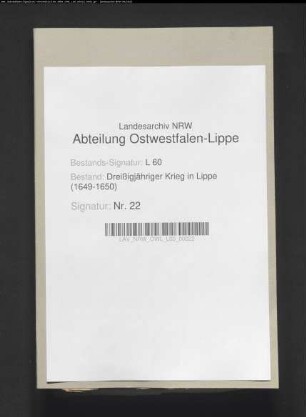 Landesarchiv NRW
Abteilung Ostwestfalen-Lippe
Bestands-Signatur: L 60
Bestand: Dreißigjähriger Krieg in Lippe
(1649-1650)
Signatur: Nr. 22